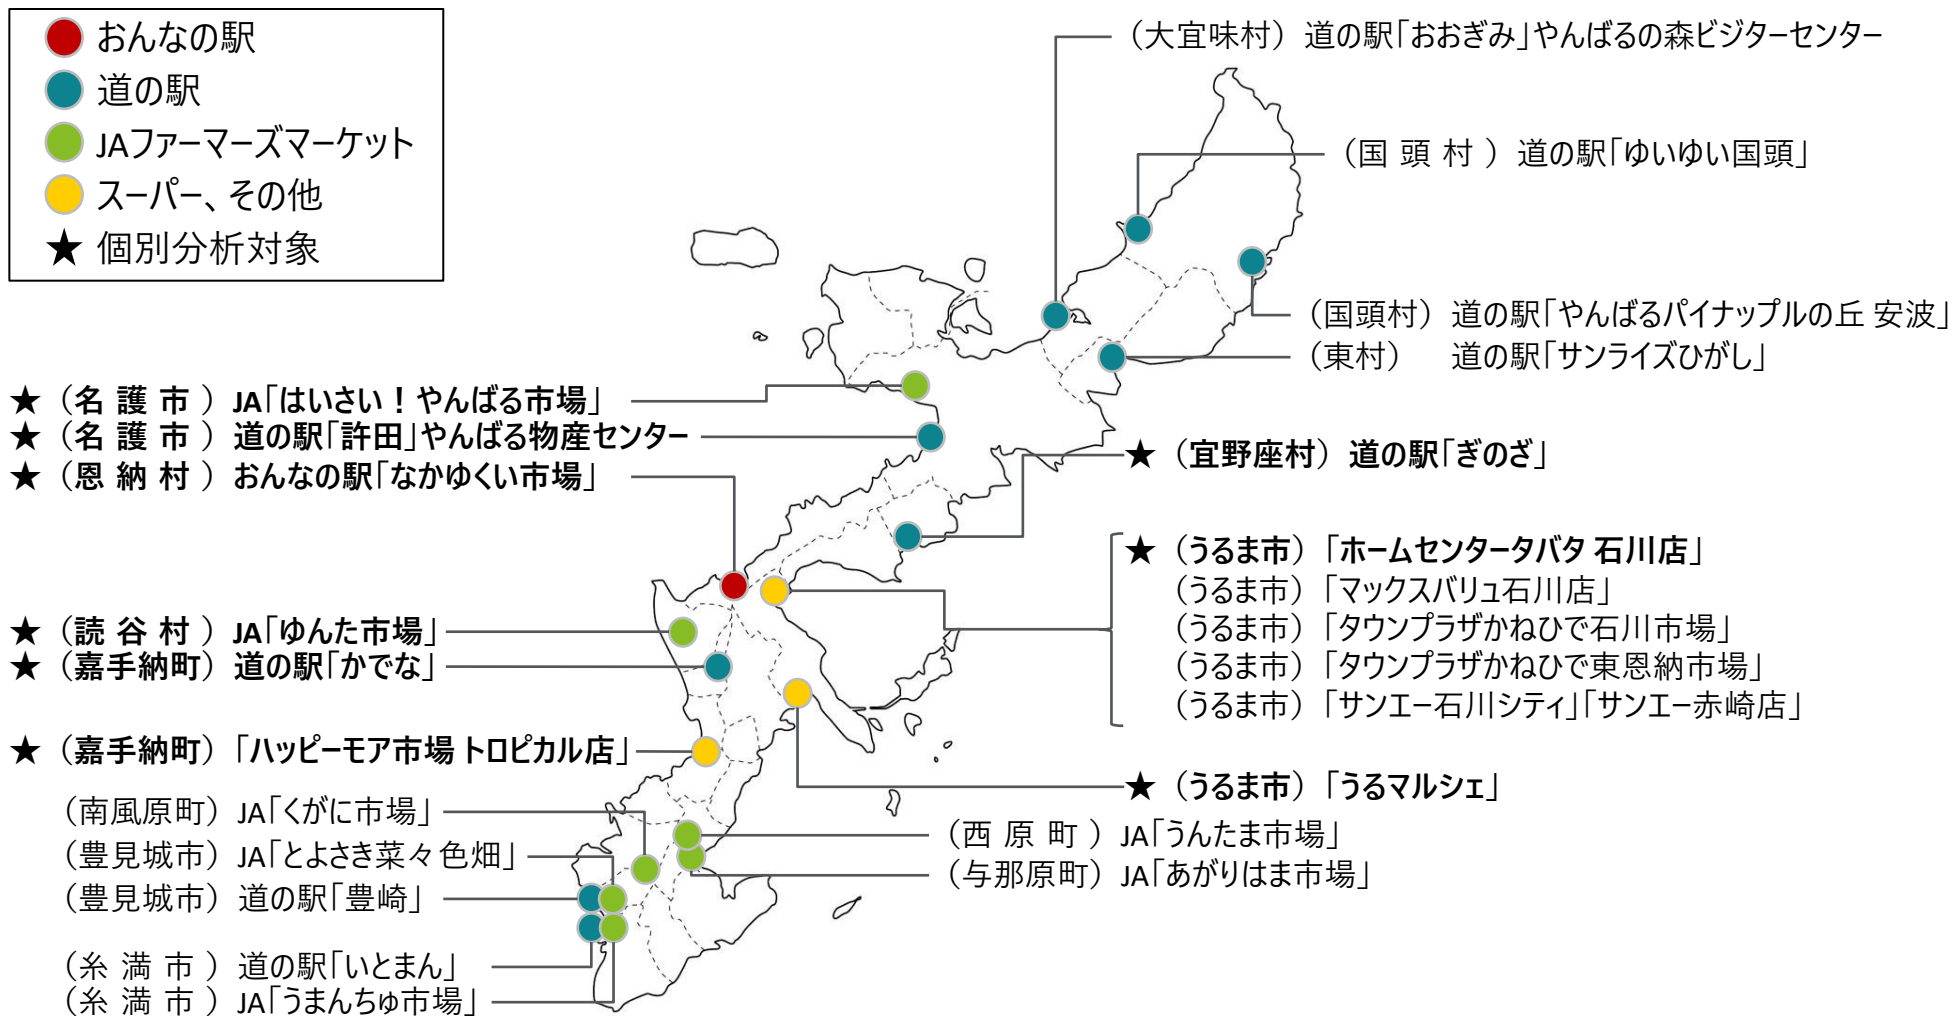 おんなの駅
道の駅
JAファーマーズマーケット
スーパー、その他
★ 個別分析対象
（大宜味村）道の駅「おおぎみ」やんばるの森ビジターセンター
（国頭村）道の駅「ゆいゆい国頭」
（国頭村）道の駅「やんばるパイナップルの丘 安波」
（東村）　道の駅「サンライズひがし」
★（名護市）JA「はいさい！やんばる市場」
★（名護市）道の駅「許田」やんばる物産センター
★（恩納村）おんなの駅「なかゆくい市場」
★（宜野座村）道の駅「ぎのざ」
★（うるま市）「ホームセンタータバタ 石川店」
（うるま市）「マックスバリュ石川店」
（うるま市）「タウンプラザかねひで石川市場」
（うるま市）「タウンプラザかねひで東恩納市場」
（うるま市）「サンエー石川シティ」「サンエー赤崎店」
★（読谷村）JA「ゆんた市場」
★（嘉手納町）道の駅「かでな」
★（嘉手納町）「ハッピーモア市場 トロピカル店」
★（うるま市）「うるマルシェ」
（南風原町）JA「くがに市場」
（豊見城市）JA「とよさき菜々色畑」
（豊見城市）道の駅「豊崎」
（糸満市）道の駅「いとまん」
（糸満市）JA「うまんちゅ市場」
（西原町）JA「うんたま市場」
（与那原町）JA「あがりはま市場」